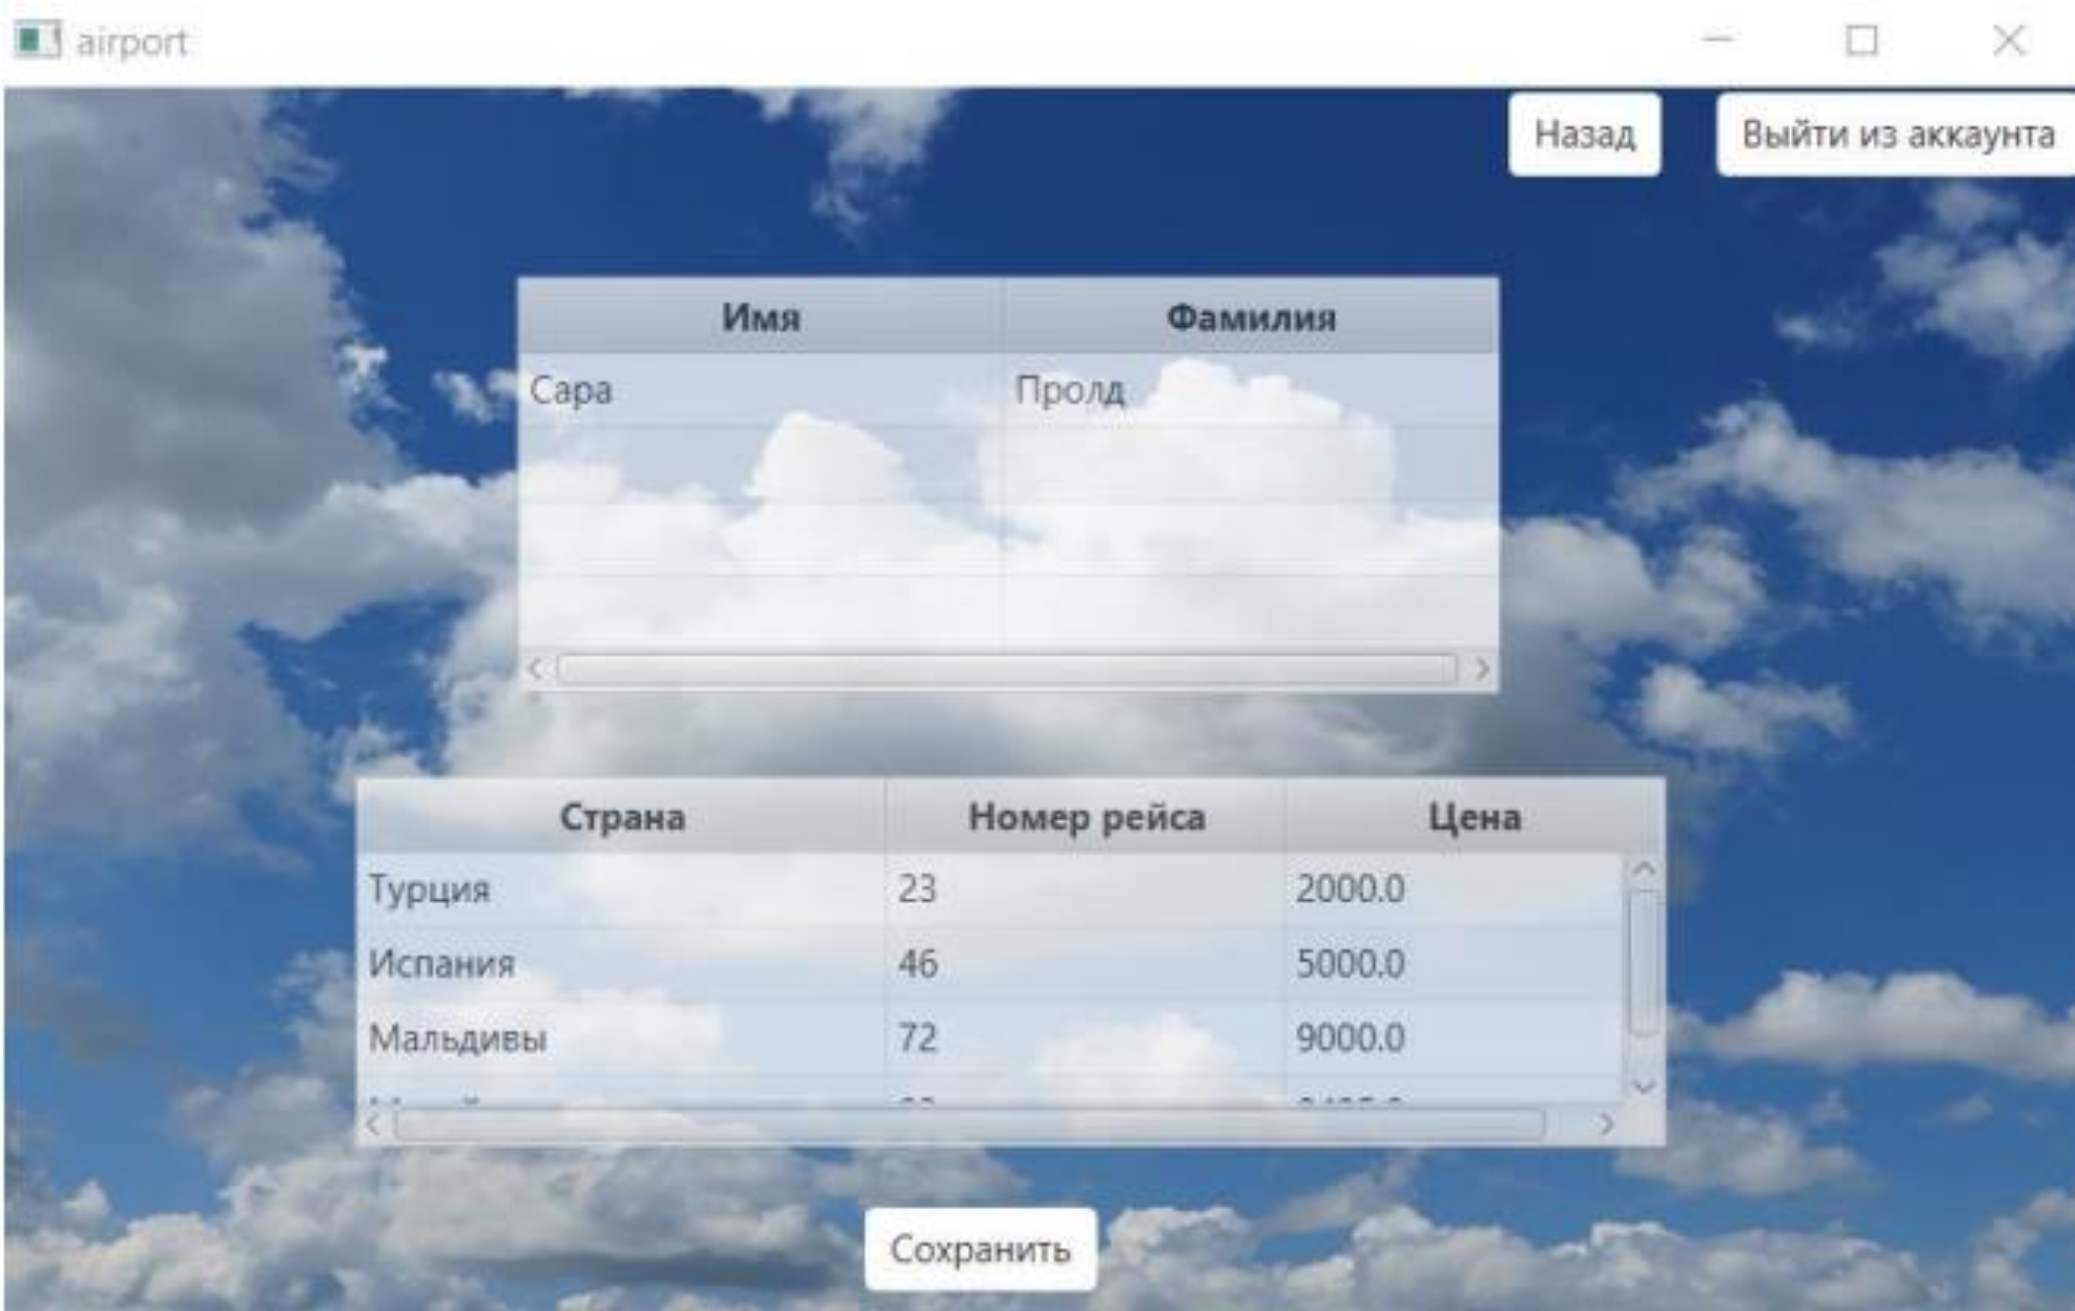 airport
Назад Выйти из аккаунта
Имя Фамилия
Сара Пролд
Страна Номер рейса Цена
Турция 23 2000.0
Испания 46 5000.0
Мальдивы 72 9000.0
Сохранить